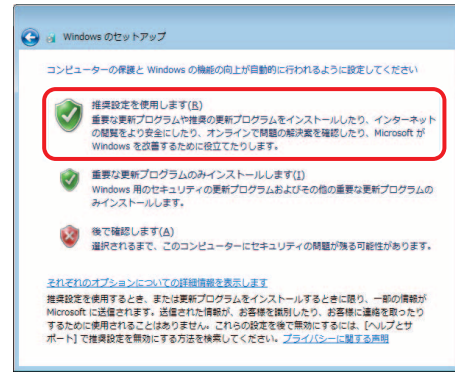 Windows のセットアップ
コンピューターの保護と Windows の機能の向上が自動的に行われるように設定してください
推奨設定を使用します(R)
重要な更新プログラムや推奨の更新プログラムをインストールしたり、インターネット
の閲覧をより安全にしたり、オンラインで問題の解決策を確認したり、Microsoft が
Windows を改善するために役立てたりします。
重要な更新プログラムのみインストールします(I)
Windows 用のセキュリティの更新プログラムおよびその他の重要な更新プログラムの
みインストールします。
後で確認します(A)
選択されるまで、このコンピューターにセキュリティの問題が残る可能性があります。
それぞれのオプションについての詳細情報を表示します
推奨設定を使用するとき、または更新プログラムをインストールするときに限り、一部の情報が
Microsoft に送信されます。送信された情報が、お客様を識別したり、お客様に連絡を取ったり
するために使用されることはありません。これらの設定を後で無効にするには、[ヘルプとサ
ポート] で推奨設定を無効にする方法を検索してください。プライバシーに関する声明